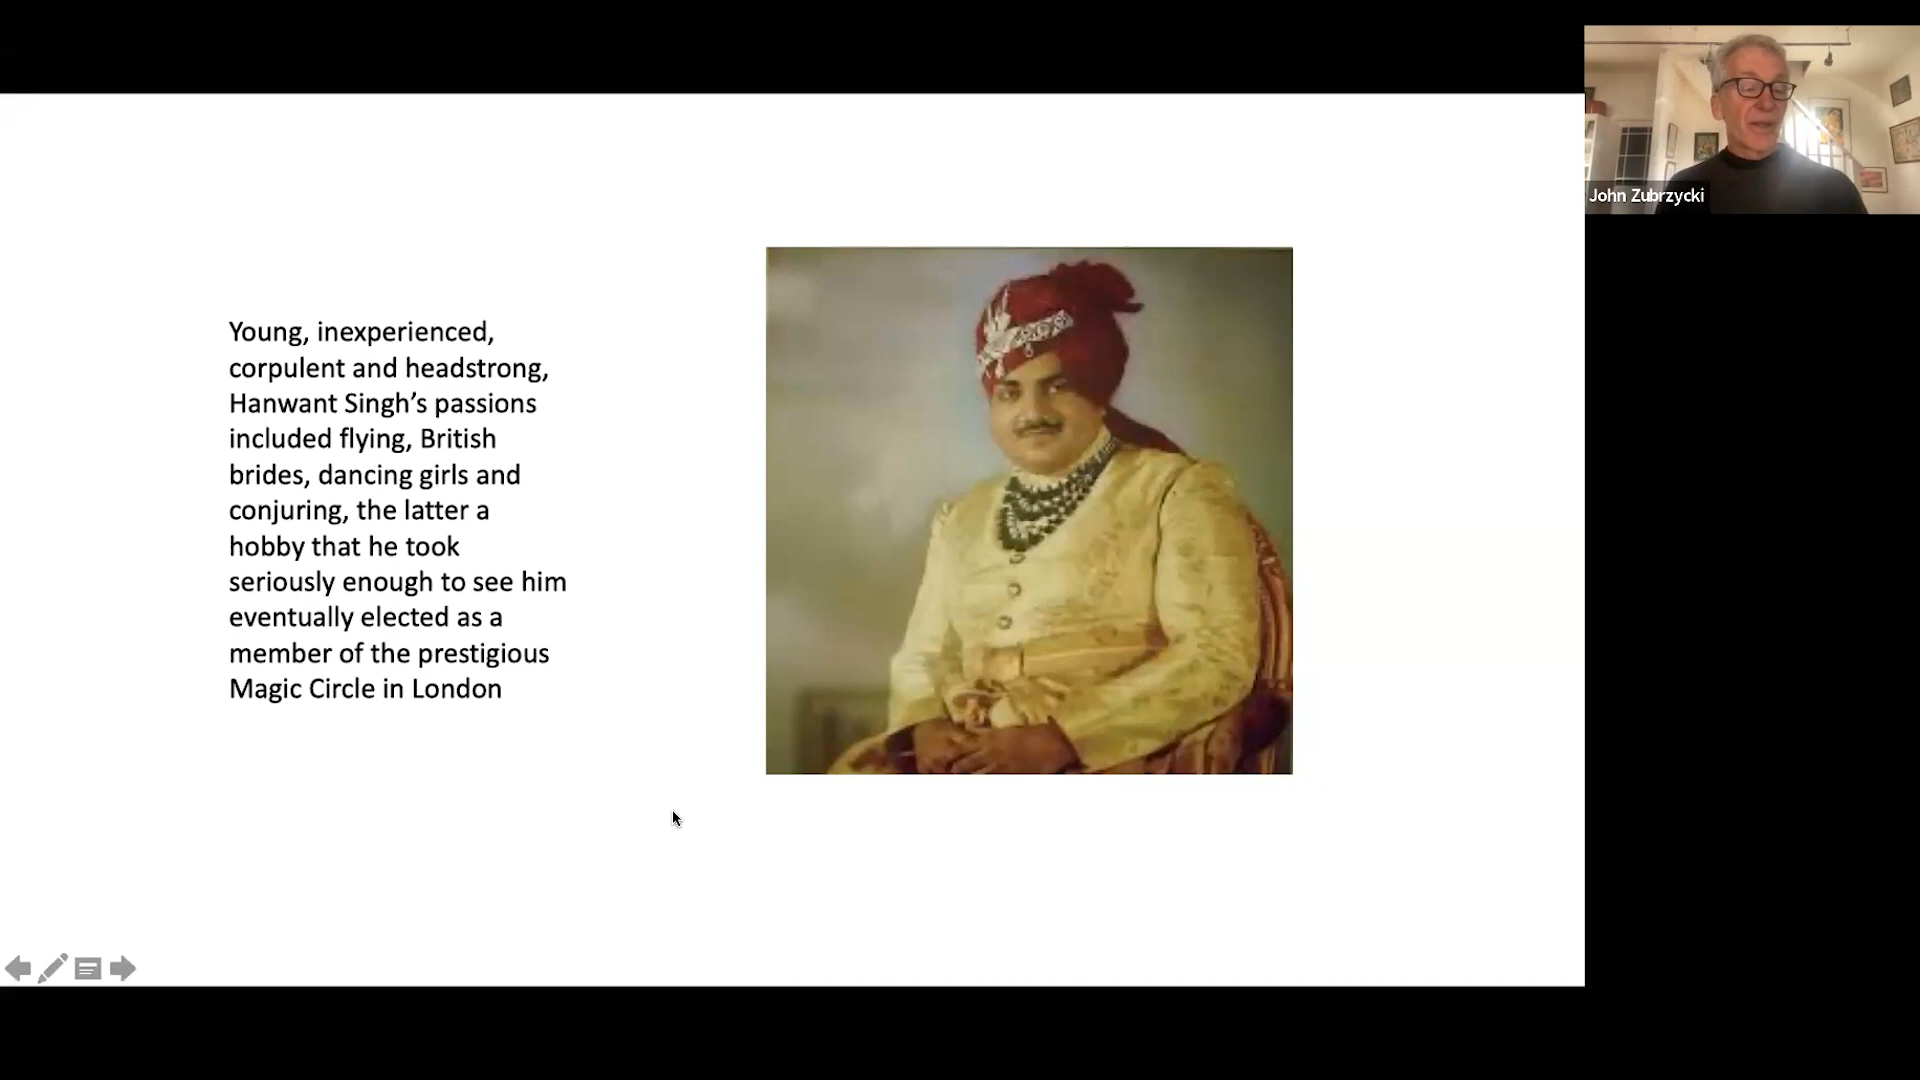 John Zubrzycki
Young, inexperienced,
corpulent and headstrong,
Hanwant Singh’s passions
included flying, British
brides, dancing girls and
conjuring, the latter a
hobby that he took
seriously enough to see him
eventually elected as a
member of the prestigious
Magic Circle in London